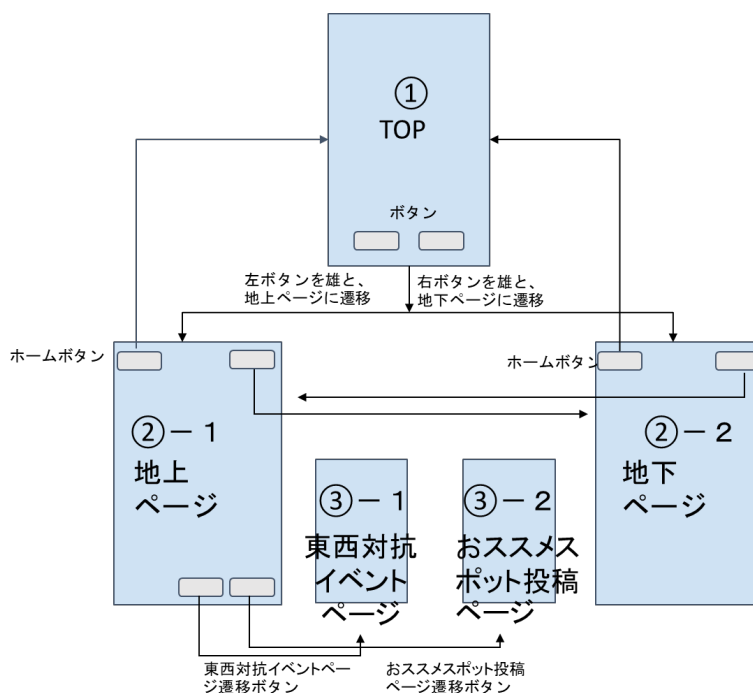 ①
TOP
ボタン
左ボタンを雄と、
地上ページに遷移
右ボタンを雄と、
地下ページに遷移
ホームボタン
ホームボタン
②－１
地上
ページ
②－２
地下
ページ
③－１
東西対抗
イベント
ページ
③－２
おススメス
ポット投稿
ページ
東西対抗イベントペー
ジ遷移ボタン
おススメスポット投稿
ページ遷移ボタン